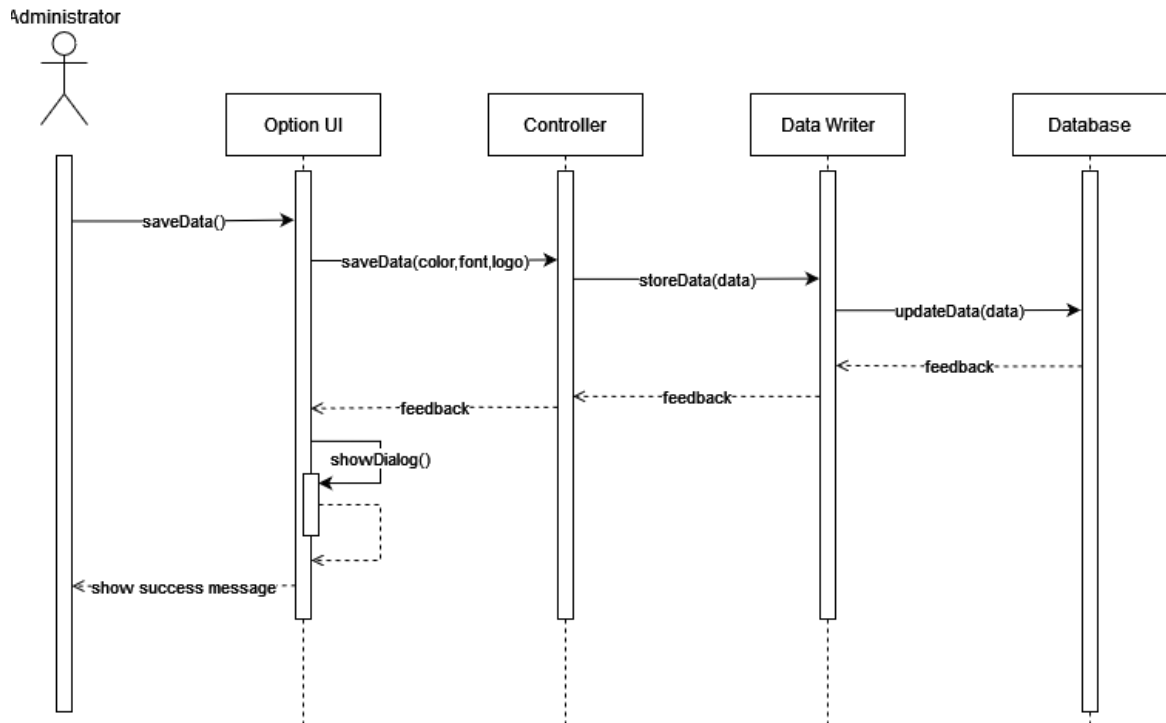 Administrator
Option UI
Controller
Data Writer
Database
saveData()
saveData(color,font,logo)
storeData(data)
updateData(data)
feedback
feedback
feedback
showDialog()
show success message